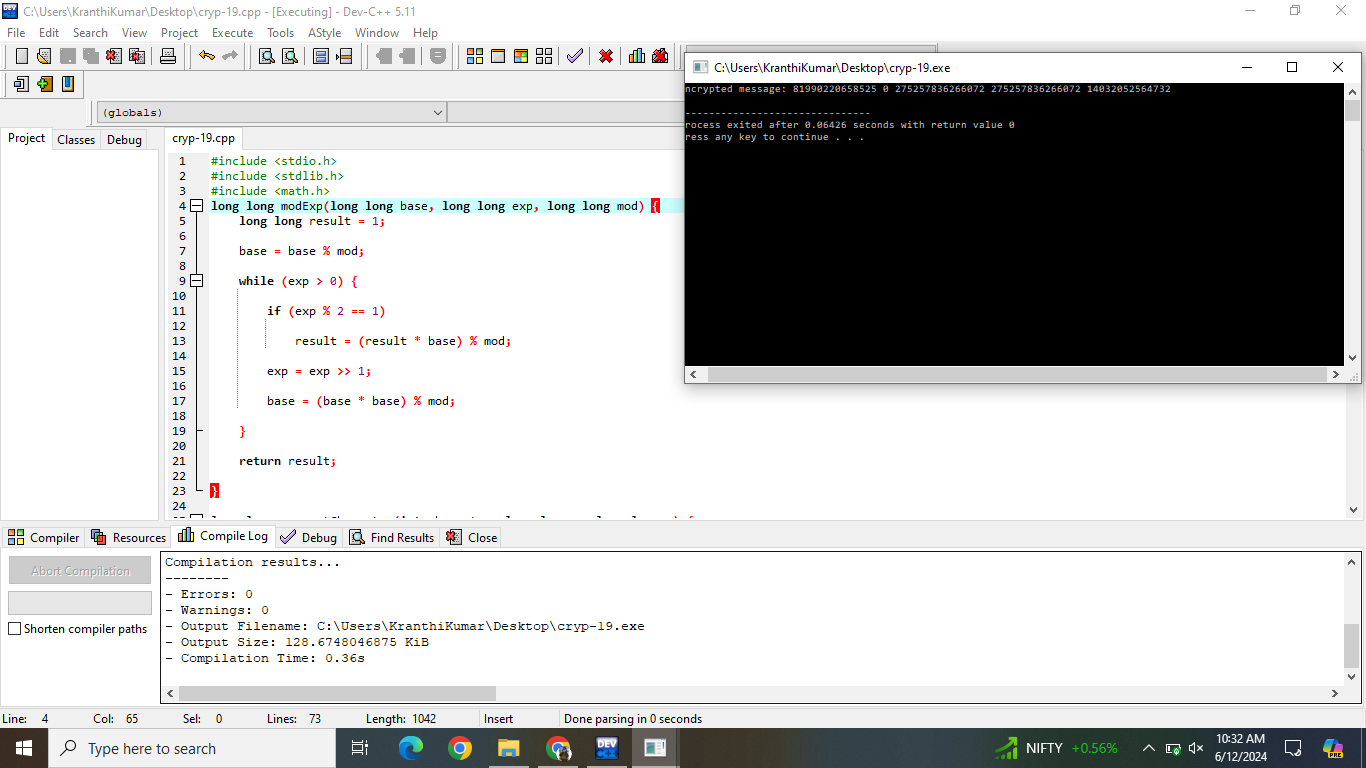 C:\Users\KranthiKumar\Desktop\cryp-19.cpp - [Executing] - Dev-C++ 5.11
File Edit Search View Project Execute Tools AStyle Window Help
(globals)
Project Classes Debug
cryp-19.cpp
1 #include <stdio.h>
2 #include <stdlib.h>
3 #include <math.h>
4 long long modExp(long long base, long long exp, long long mod) {
5 long long result = 1;
6
7 base = base % mod;
8
9 while (exp > 0) {
10
11 if (exp % 2 == 1)
12
13 result = (result * base) % mod;
14
15 exp = exp >> 1;
16
17 base = (base * base) % mod;
18
19 }
20
21 return result;
22
23 }
24
C:\Users\KranthiKumar\Desktop\cryp-19.exe
ncrypted message: 81990220658525 0 275257836266072 275257836266072 14032052564732
--------------------------------
rocess exited after 0.06426 seconds with return value 0
ress any key to continue . . .
Compiler Resources Compile Log Debug Find Results Close
Abort Compilation
Shorten compiler paths
Compilation results...
--------
- Errors: 0
- Warnings: 0
- Output Filename: C:\Users\KranthiKumar\Desktop\cryp-19.exe
- Output Size: 128.6748046875 KiB
- Compilation Time: 0.36s
Line: 4 Col: 65 Sel: 0 Lines: 73 Length: 1042 Insert Done parsing in 0 seconds
Type here to search
DEV
NIFTY +0.56%
10:32 AM
6/12/2024
PRE